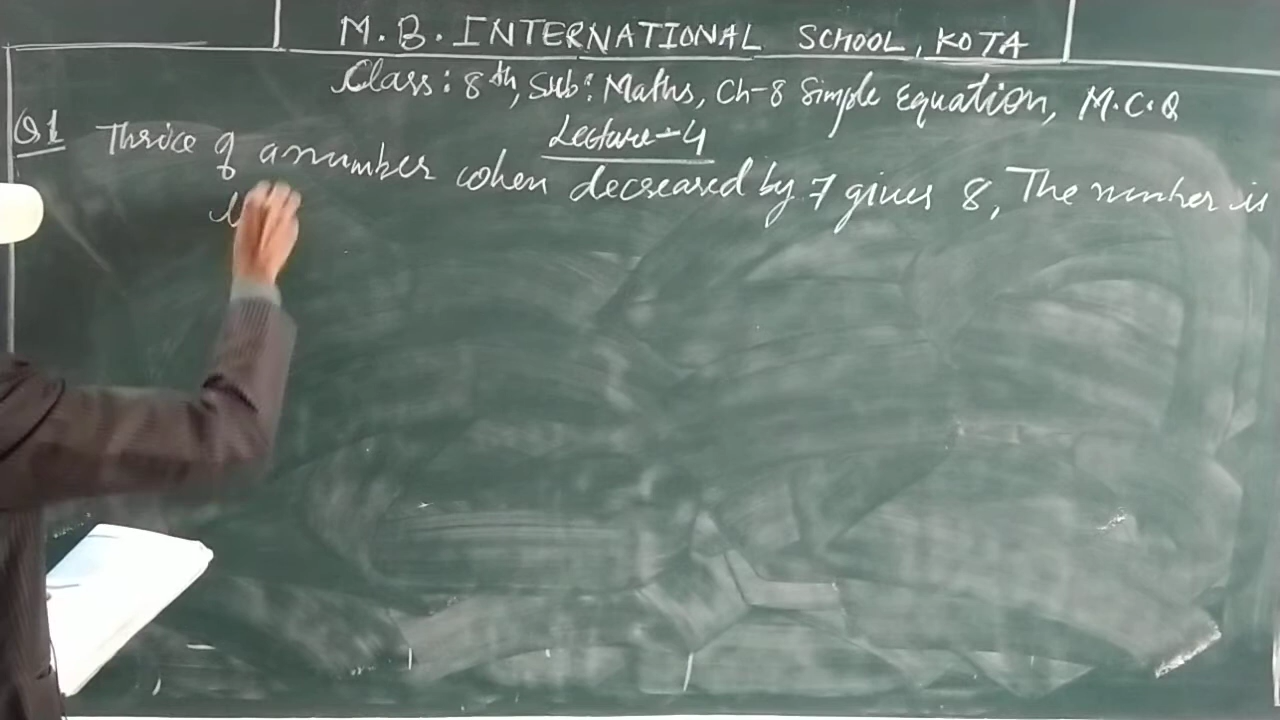 M.B. INTERNATIONAL SCHOOL, KOTA
Class: 8th, Sub: Maths, Ch-8 Simple Equation, M.C.Q
Lecture-4
Q1 Thrice of a number when decreased by 7 gives 8, The number is